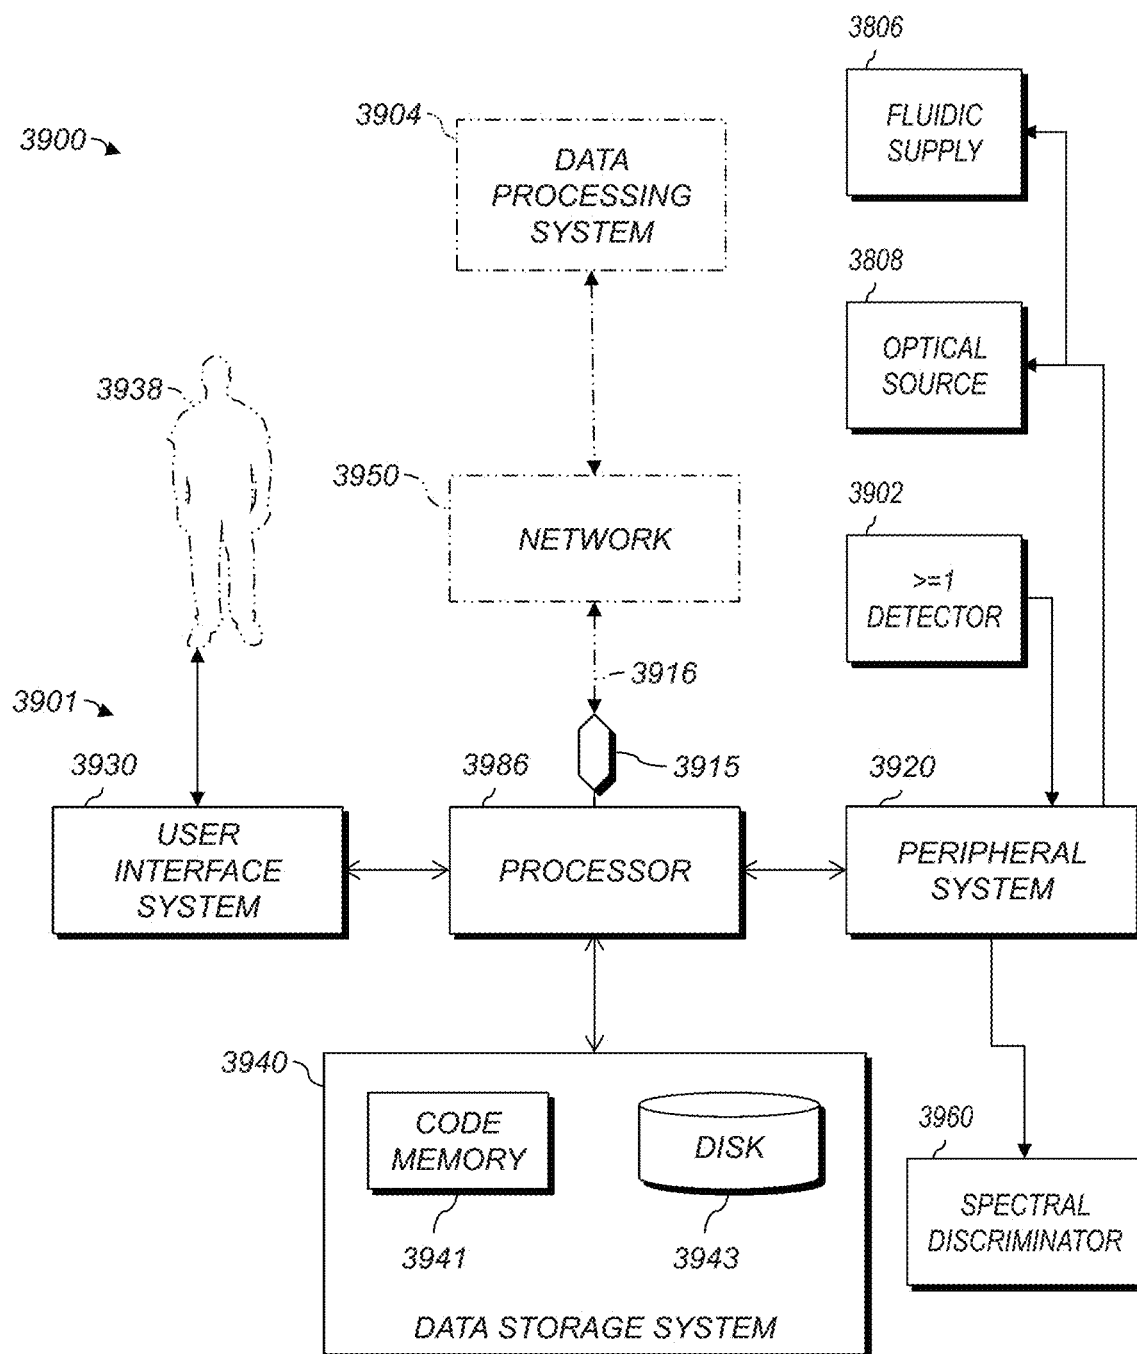 3806
FLUIDIC
SUPPLY
3900
3904
DATA
PROCESSING
SYSTEM
3808
OPTICAL
SOURCE
3938
3950
NETWORK
3902
>=1
DETECTOR
3916
3901
3915
3930
USER
INTERFACE
SYSTEM
3986
PROCESSOR
3920
PERIPHERAL
SYSTEM
3940
CODE
MEMORY
3941
DISK
3943
DATA STORAGE SYSTEM
3960
SPECTRAL
DISCRIMINATOR